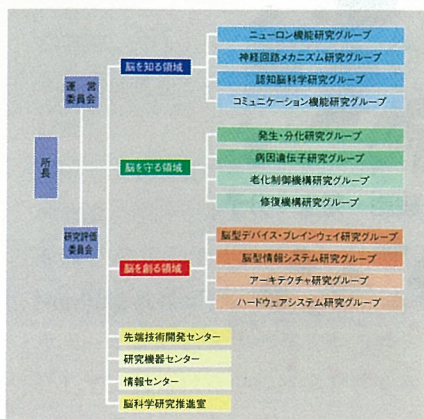 所長
運営
委員会
研究評価
委員会
脳を知る領域
ニューロン機能研究グループ
神経回路メカニズム研究グループ
認知脳科学研究グループ
コミュニケーション機能研究グループ
脳を守る領域
発生・分化研究グループ
病因遺伝子研究グループ
老化制御機構研究グループ
修復機構研究グループ
脳を創る領域
脳型デバイス・ブレインウェイ研究グループ
脳型情報システム研究グループ
アーキテクチャ研究グループ
ハードウェアシステム研究グループ
先端技術開発センター
研究機器センター
情報センター
脳科学研究推進室